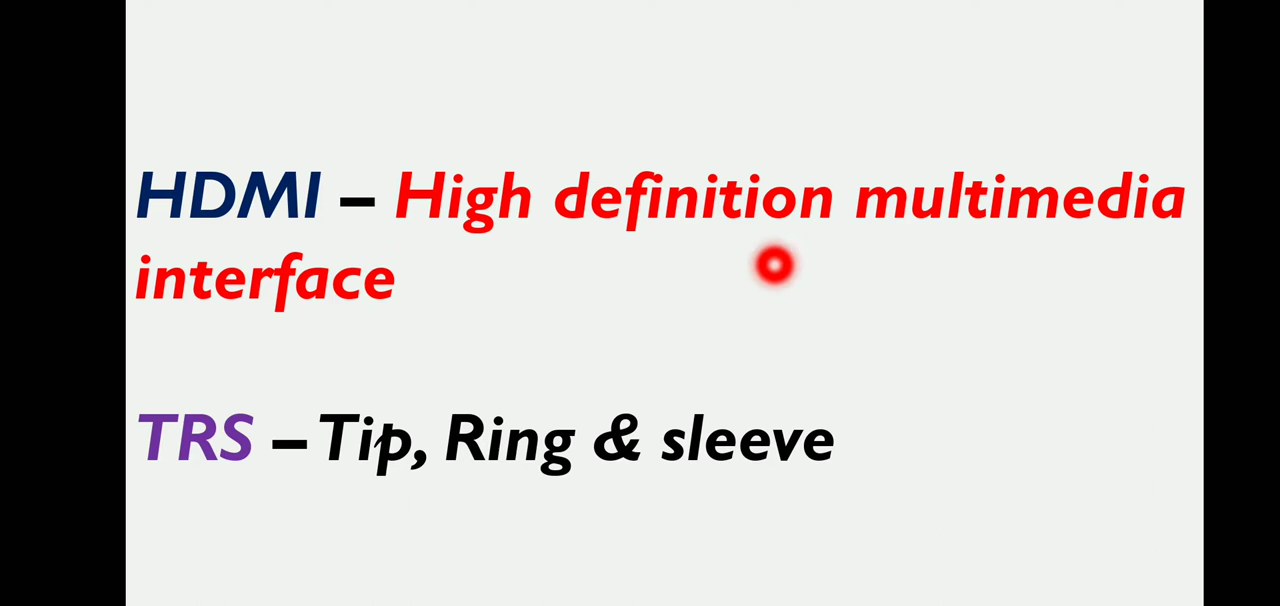 HDMI – High definition multimedia
interface
TRS – Tip, Ring & sleeve